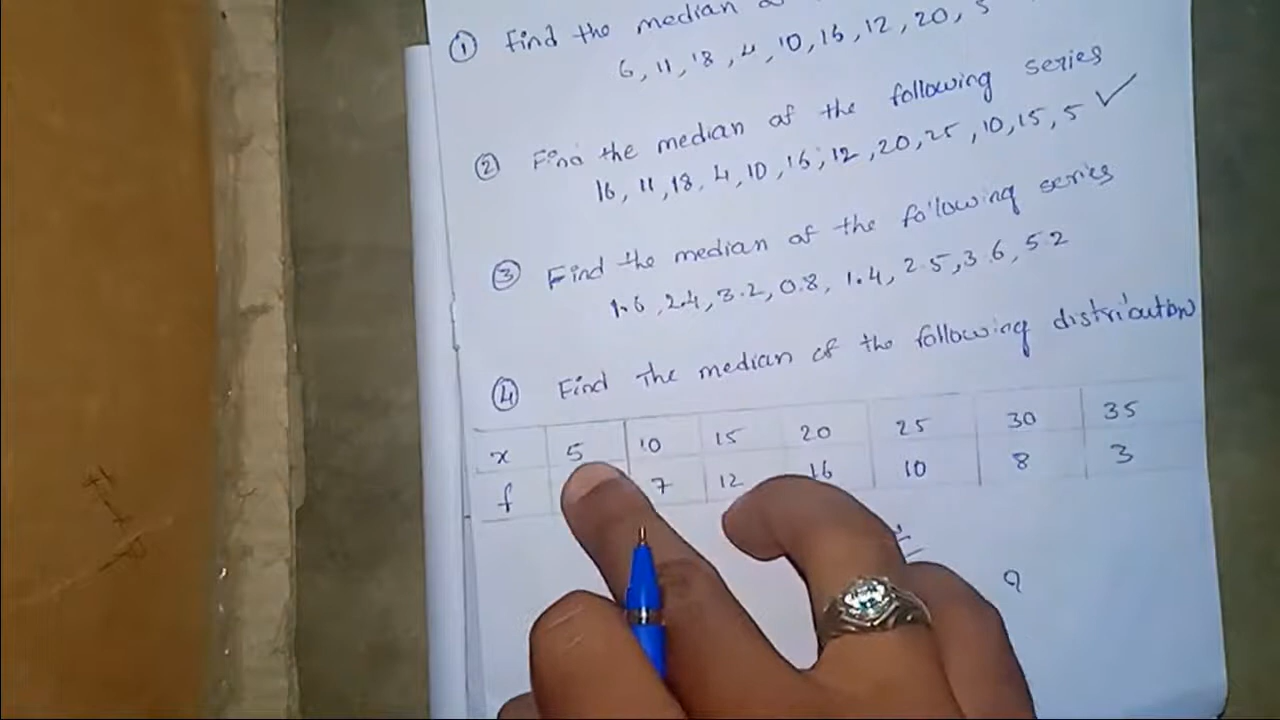 ① Find the median
6, 11, 18, 4, 10, 16, 12, 20, 5
② Find the median of the following series
16, 11, 18, 4, 10, 16, 12, 20, 25, 10, 15, 5 ✓
③ Find the median of the following series
1.6, 2.4, 3.2, 0.8, 1.4, 2.5, 3.6, 5.2
④ Find the median of the following distribution
x 5 10 15 20 25 30 35
f 7 12 16 10 8 3